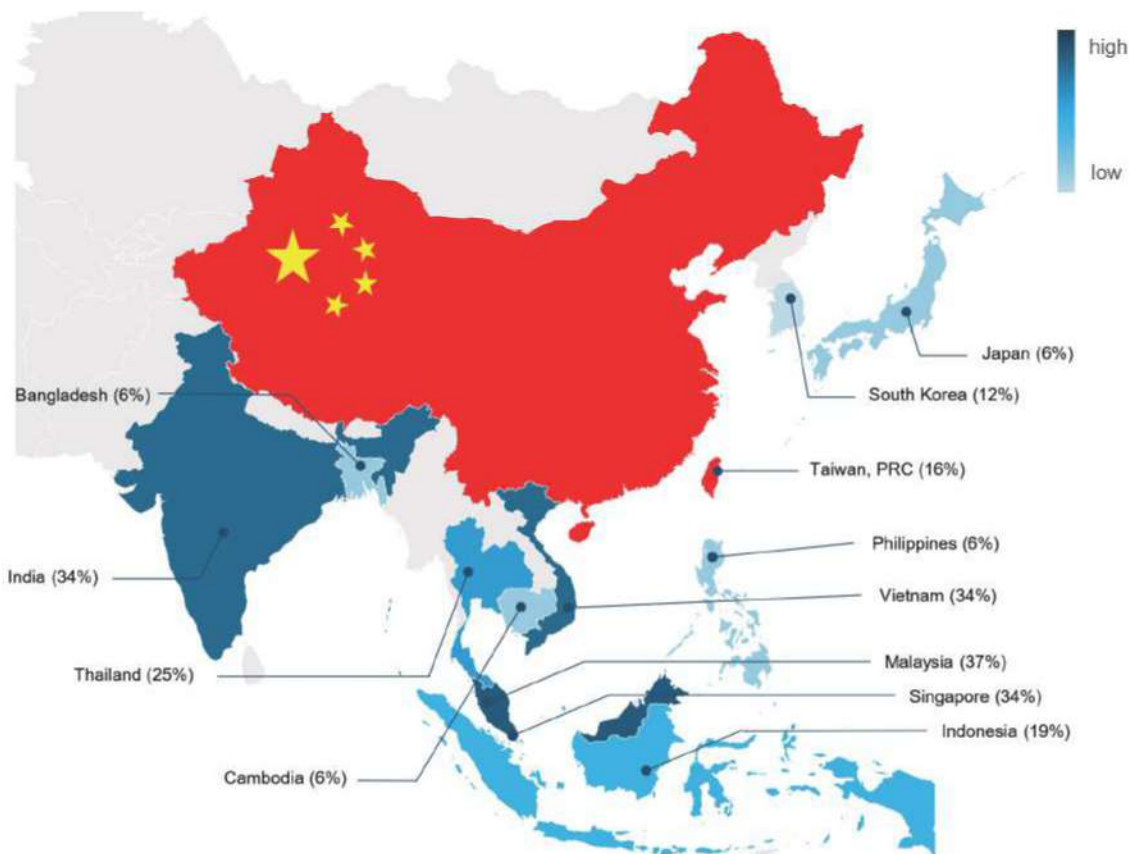 high
low
Japan (6%)
Bangladesh (6%)
South Korea (12%)
Taiwan, PRC (16%)
Philippines (6%)
India (34%)
Vietnam (34%)
Malaysia (37%)
Thailand (25%)
Singapore (34%)
Indonesia (19%)
Cambodia (6%)